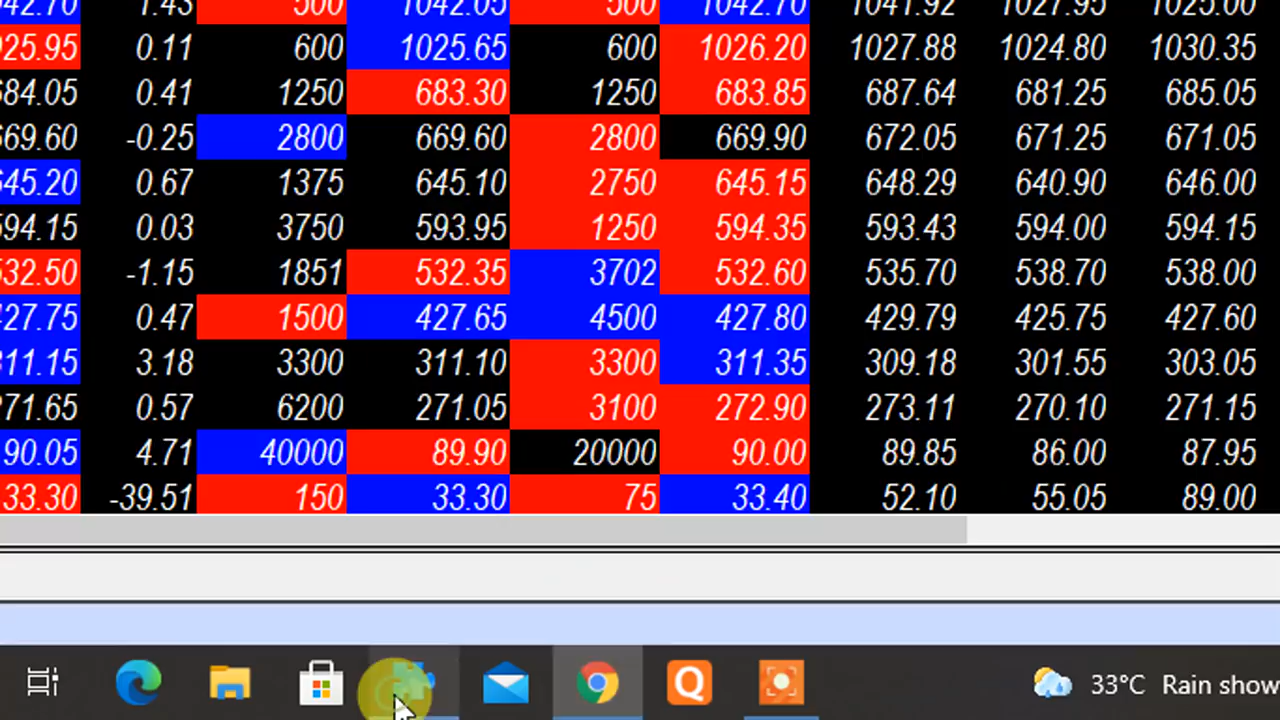 042.70 1.43 500 1042.05 500 1042.70 1041.92 1027.95 1025.00
025.95 0.11 600 1025.65 600 1026.20 1027.88 1024.80 1030.35
684.05 0.41 1250 683.30 1250 683.85 687.64 681.25 685.05
669.60 -0.25 2800 669.60 2800 669.90 672.05 671.25 671.05
645.20 0.67 1375 645.10 2750 645.15 648.29 640.90 646.00
594.15 0.03 3750 593.95 1250 594.35 593.43 594.00 594.15
532.50 -1.15 1851 532.35 3702 532.60 535.70 538.70 538.00
427.75 0.47 1500 427.65 4500 427.80 429.79 425.75 427.60
311.15 3.18 3300 311.10 3300 311.35 309.18 301.55 303.05
271.65 0.57 6200 271.05 3100 272.90 273.11 270.10 271.15
90.05 4.71 40000 89.90 20000 90.00 89.85 86.00 87.95
33.30 -39.51 150 33.30 75 33.40 52.10 55.05 89.00
Q
33°C Rain show